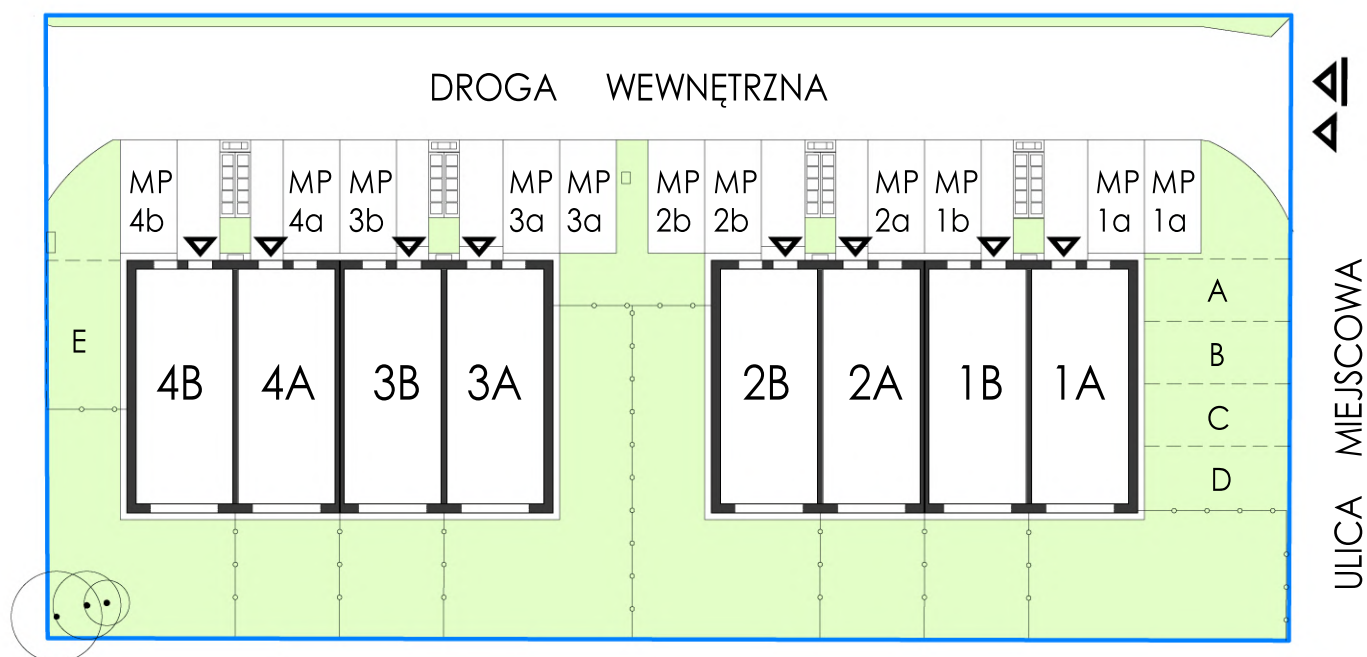 DROGA WEWNĘTRZNA
MP
4b
MP
4a
MP
3b
MP
3a
MP
3a
MP
2b
MP
2b
MP
2a
MP
1b
MP
1a
MP
1a
E
4B
4A
3B
3A
2B
2A
1B
1A
A
B
C
D
ULICA MIEJSCOWA